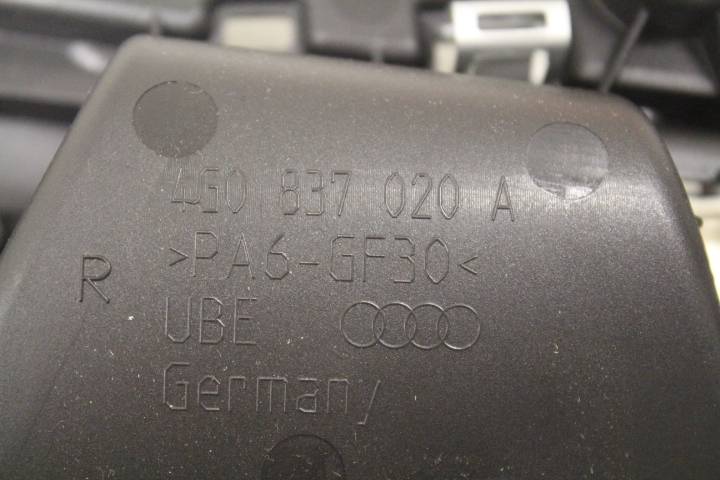 4G0 837 020 A
>PA6-GF30<
R
UBE
Germany